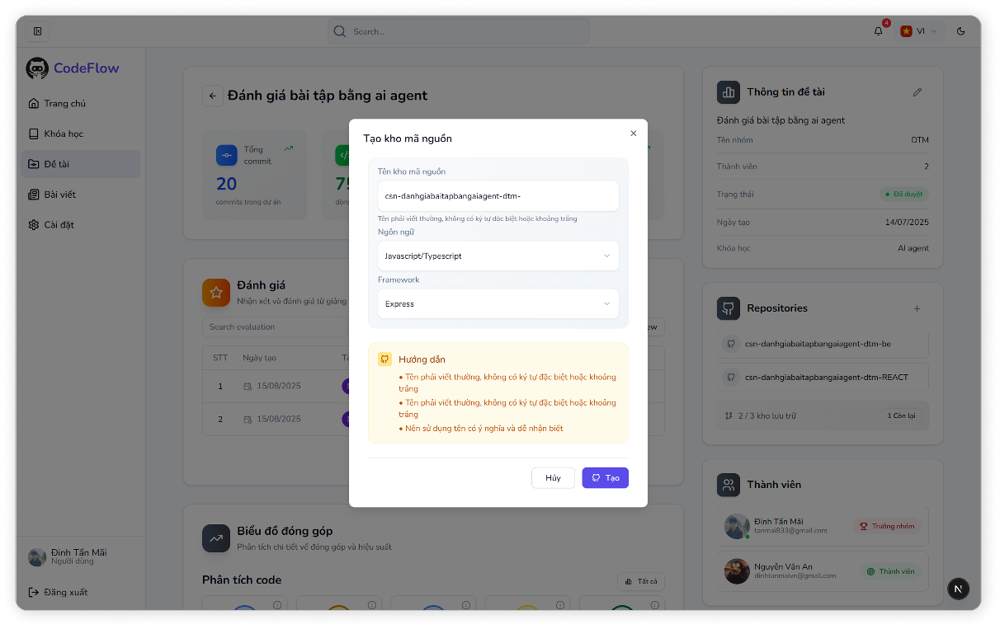 Search...
4
VI
CodeFlow
Trang chủ
Khóa học
Đề tài
Bài viết
Cài đặt
Đinh Tấn Mãi
Người dùng
Đăng xuất
Đánh giá bài tập bằng ai agent
Tổng
commit
20
commits trong dự án
Đánh giá
Nhận xét và đánh giá từ giảng
Search evaluation
STT
Ngày tạo
1
15/08/2025
2
15/08/2025
Biểu đồ đóng góp
Phân tích chi tiết về đóng góp và hiệu suất
Phân tích code
Tất cả
Tạo kho mã nguồn
Tên kho mã nguồn
csn-danhgiabaitapbangaiagent-dtm-
Tên phải viết thường, không có ký tự đặc biệt hoặc khoảng trắng
Ngôn ngữ
Javascript/Typescript
Framework
Express
Hướng dẫn
• Tên phải viết thường, không có ký tự đặc biệt hoặc khoảng
trắng
• Tên phải viết thường, không có ký tự đặc biệt hoặc khoảng
trắng
• Nên sử dụng tên có ý nghĩa và dễ nhận biết
Hủy
Tạo
Thông tin đề tài
Đánh giá bài tập bằng ai agent
Tên nhóm
DTM
Thành viên
2
Trạng thái
Đã duyệt
Ngày tạo
14/07/2025
Khóa học
AI agent
Repositories
csn-danhgiabaitapbangaiagent-dtm-be
csn-danhgiabaitapbangaiagent-dtm-REACT
2 / 3 kho lưu trữ
1 Còn lại
Thành viên
Đinh Tấn Mãi
tanmai833@gmail.com
Trưởng nhóm
Nguyễn Văn An
dinhtanmaivn@gmail.com
Thành viên
N